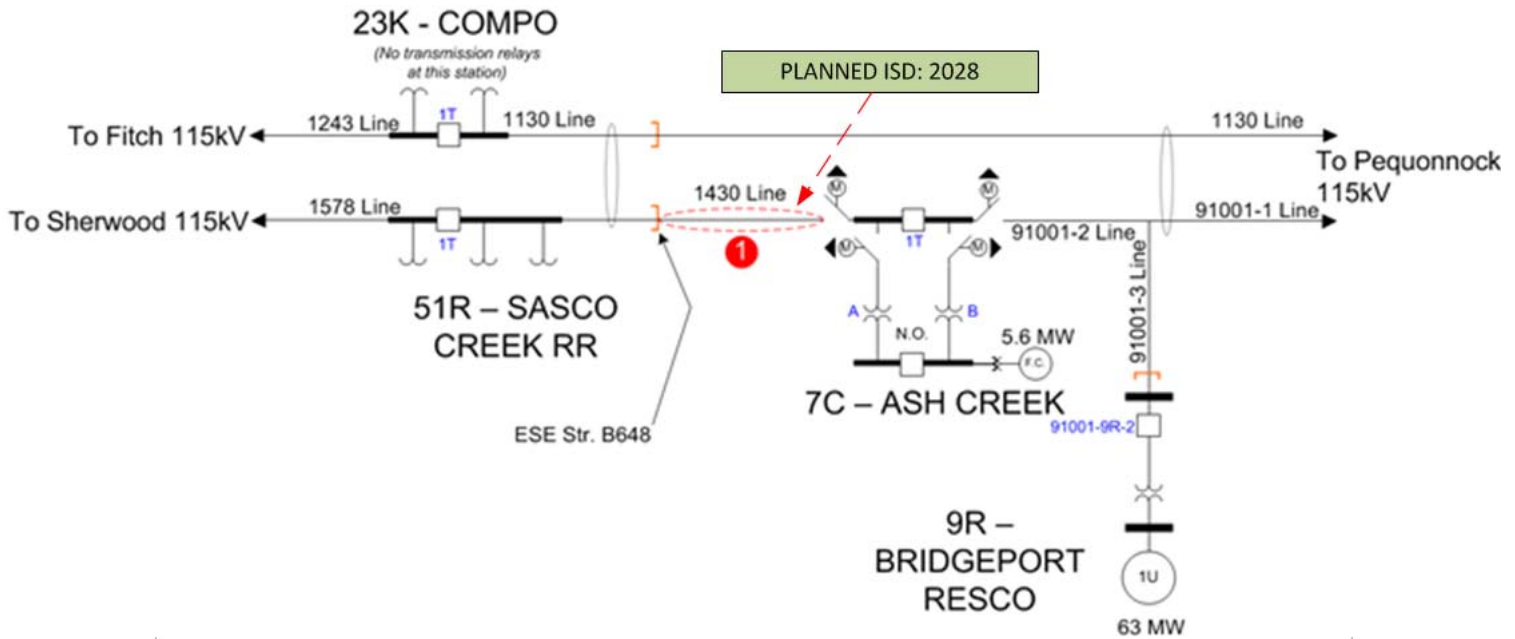 23K - COMPO
(No transmission relays
at this station)
PLANNED ISD: 2028
To Fitch 115kV
1243 Line
1T
1130 Line
1130 Line
To Pequonnock
115kV
To Sherwood 115kV
1578 Line
1T
1430 Line
1
M
M
M
M
1T
91001-2 Line
91001-1 Line
91001-3 Line
51R – SASCO
CREEK RR
A
B
N.O.
5.6 MW
F.C.
7C – ASH CREEK
ESE Str. B648
91001-9R-2
9R –
BRIDGEPORT
RESCO
1U
63 MW